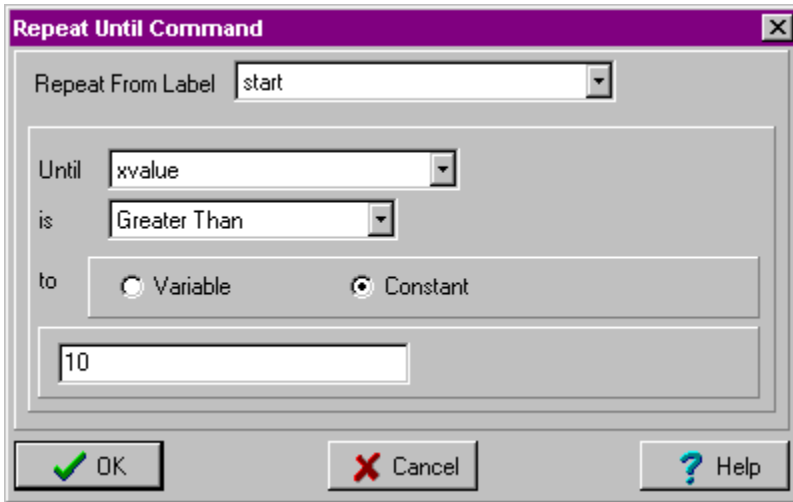 Repeat Until Command
Repeat From Label start
Until xvalue
is Greater Than
to Variable Constant
10
OK Cancel Help